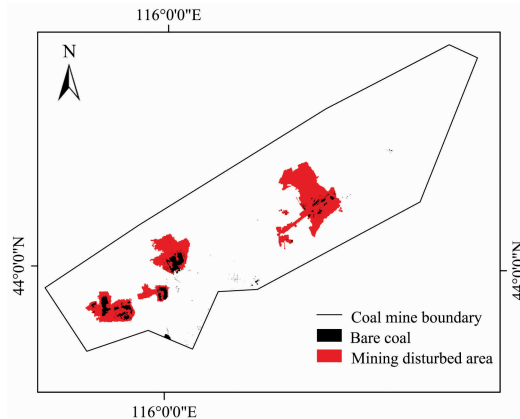 116°0'0"E
N
44°0'0"N
44°0'0"N
Coal mine boundary
Bare coal
Mining disturbed area
116°0'0"E